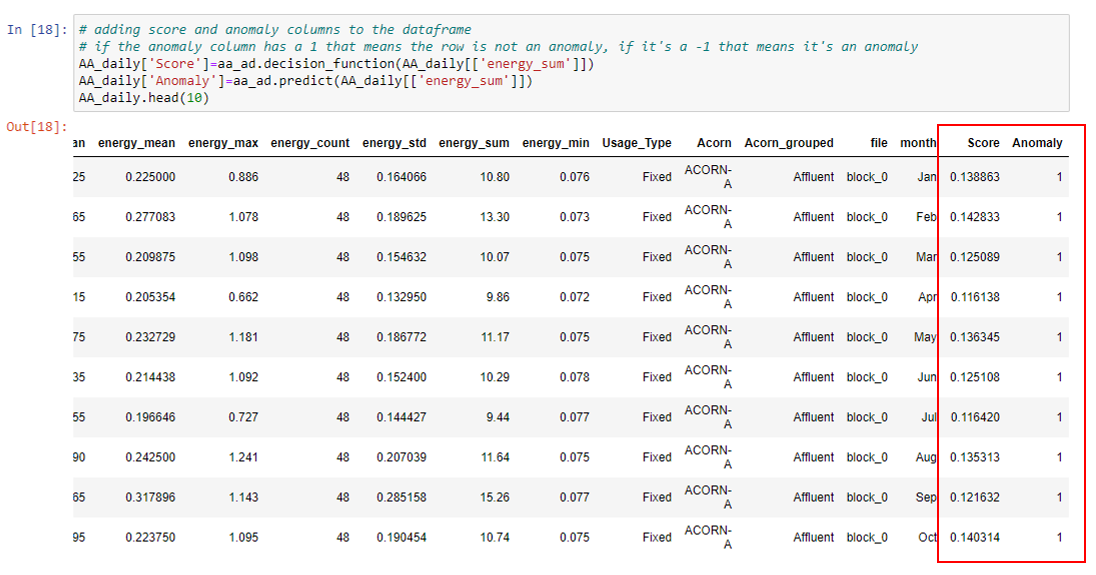 In [18]: # adding score and anomaly columns to the dataframe
# if the anomaly column has a 1 that means the row is not an anomaly, if it's a -1 that means it's an anomaly
AA_daily['Score']=aa_ad.decision_function(AA_daily[['energy_sum']])
AA_daily['Anomaly']=aa_ad.predict(AA_daily[['energy_sum']])
AA_daily.head(10)
Out[18]:
an energy_mean energy_max energy_count energy_std energy_sum energy_min Usage_Type Acorn Acorn_grouped file month Score Anomaly
25 0.225000 0.886 48 0.164066 10.80 0.076 Fixed ACORN-A Affluent block_0 Jan 0.138863 1
65 0.277083 1.078 48 0.189625 13.30 0.073 Fixed ACORN-A Affluent block_0 Feb 0.142833 1
55 0.209875 1.098 48 0.154632 10.07 0.075 Fixed ACORN-A Affluent block_0 Mar 0.125089 1
15 0.205354 0.662 48 0.132950 9.86 0.072 Fixed ACORN-A Affluent block_0 Apr 0.116138 1
75 0.232729 1.181 48 0.186772 11.17 0.075 Fixed ACORN-A Affluent block_0 May 0.136345 1
35 0.214438 1.092 48 0.152400 10.29 0.078 Fixed ACORN-A Affluent block_0 Jun 0.125108 1
55 0.196646 0.727 48 0.144427 9.44 0.077 Fixed ACORN-A Affluent block_0 Jul 0.116420 1
90 0.242500 1.241 48 0.207039 11.64 0.075 Fixed ACORN-A Affluent block_0 Aug 0.135313 1
65 0.317896 1.143 48 0.285158 15.26 0.077 Fixed ACORN-A Affluent block_0 Sep 0.121632 1
95 0.223750 1.095 48 0.190454 10.74 0.075 Fixed ACORN-A Affluent block_0 Oct 0.140314 1